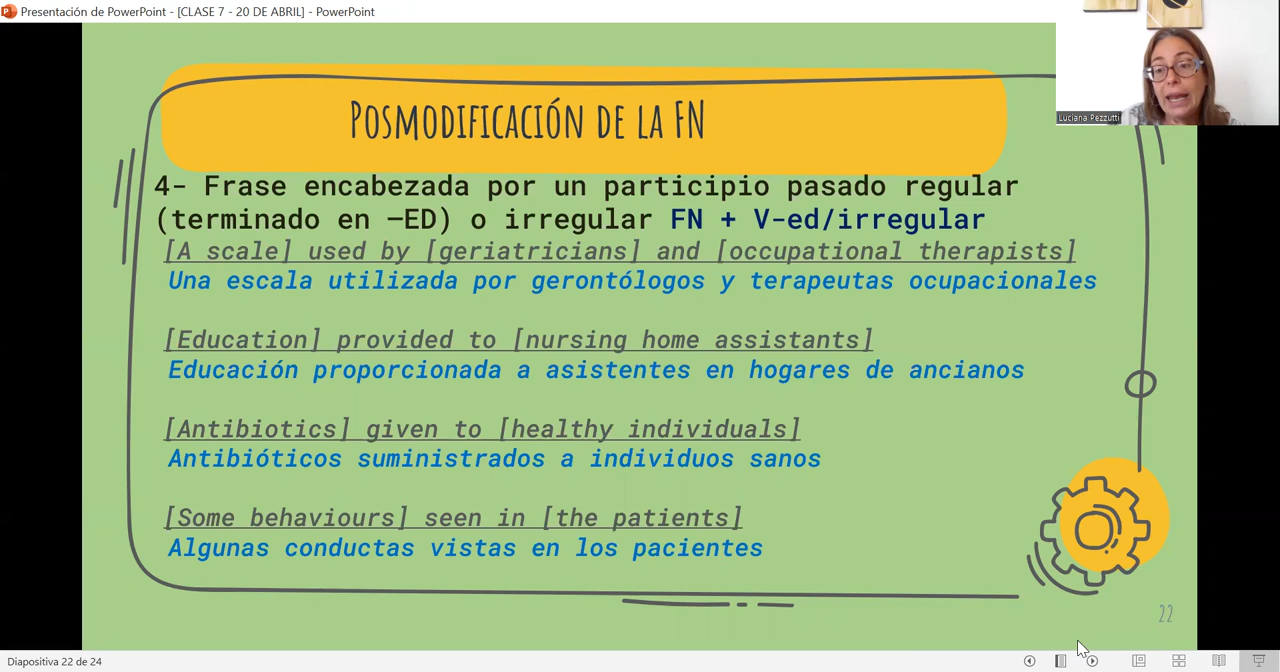 Presentación de PowerPoint - [CLASE 7 - 20 DE ABRIL] - PowerPoint
Luciana Pezzutti
Posmodificación de la FN
4- Frase encabezada por un participio pasado regular
(terminado en –ED) o irregular FN + V-ed/irregular
[A scale] used by [geriatricians] and [occupational therapists]
Una escala utilizada por gerontólogos y terapeutas ocupacionales
[Education] provided to [nursing home assistants]
Educación proporcionada a asistentes en hogares de ancianos
[Antibiotics] given to [healthy individuals]
Antibióticos suministrados a individuos sanos
[Some behaviours] seen in [the patients]
Algunas conductas vistas en los pacientes
22
Diapositiva 22 de 24